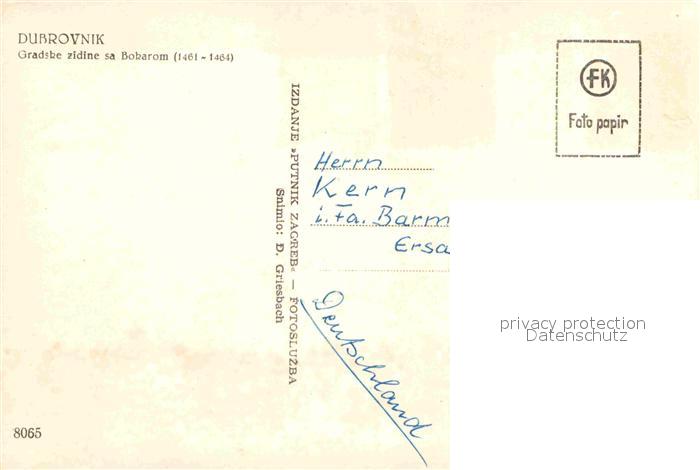 DUBROVNIK
Gradske zidine sa Bokarom (1461 - 1464)
FK
Foto papir
IZDANJE »PUTNIK ZAGREB« — FOTOSLUŽBA
Snimio: Đ. Griesbach
Herrn
Kern
i. Fa. Barm
Ersa
Deutschland
privacy protection
Datenschutz
8065